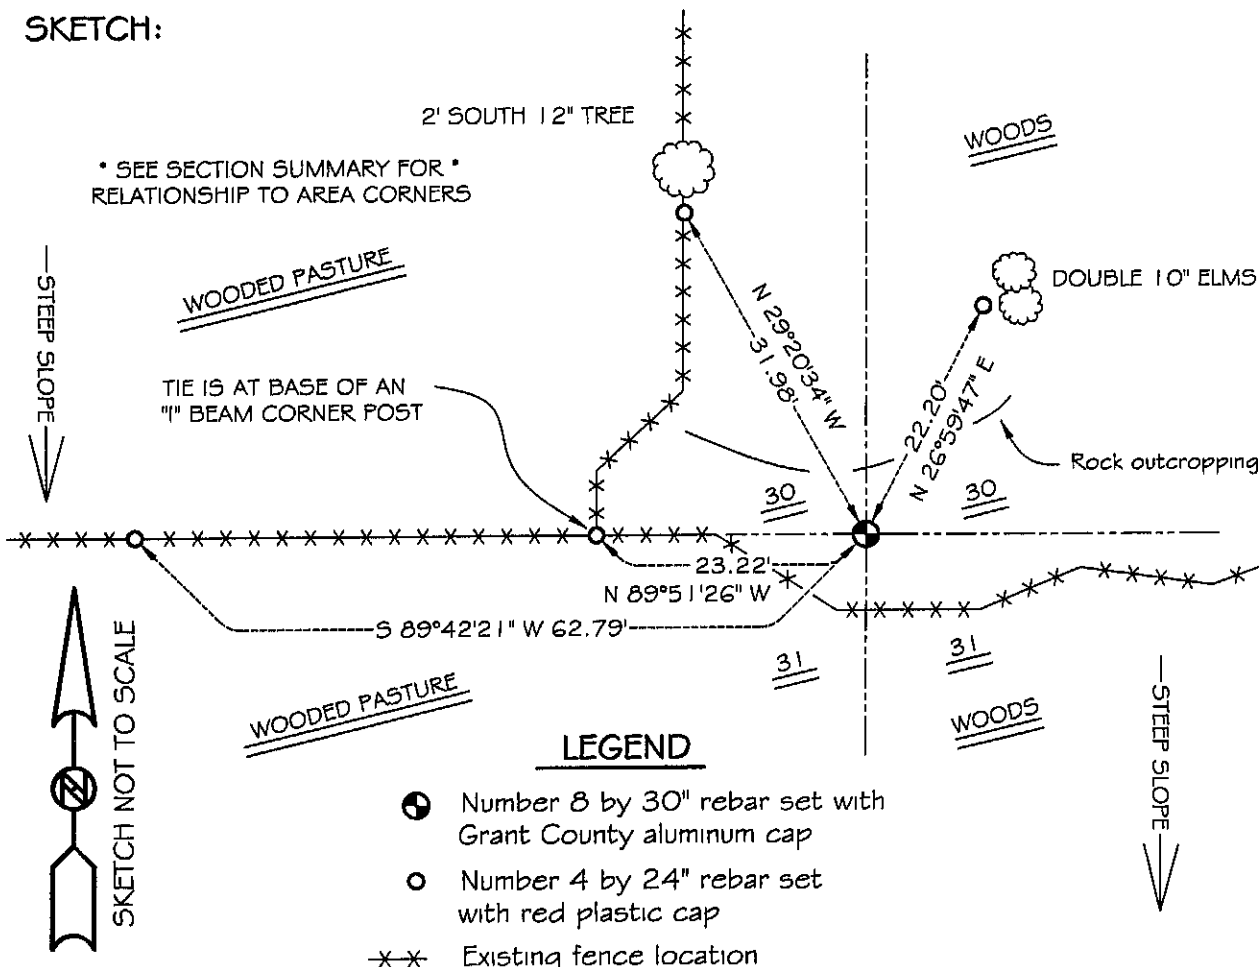 SKETCH:
2' SOUTH 12" TREE
WOODS
* SEE SECTION SUMMARY FOR *
RELATIONSHIP TO AREA CORNERS
WOODED PASTURE
DOUBLE 10" ELMS
STEEP SLOPE
N 29°20'34" W
31.98'
TIE IS AT BASE OF AN
"I" BEAM CORNER POST
22.20'
N 26°59'47" E
Rock outcropping
30
30
23.22'
N 89°51'26" W
S 89°42'21" W 62.79'
31
31
WOODED PASTURE
WOODS
STEEP SLOPE
N
SKETCH NOT TO SCALE
LEGEND
Number 8 by 30" rebar set with
Grant County aluminum cap
Number 4 by 24" rebar set
with red plastic cap
Existing fence location